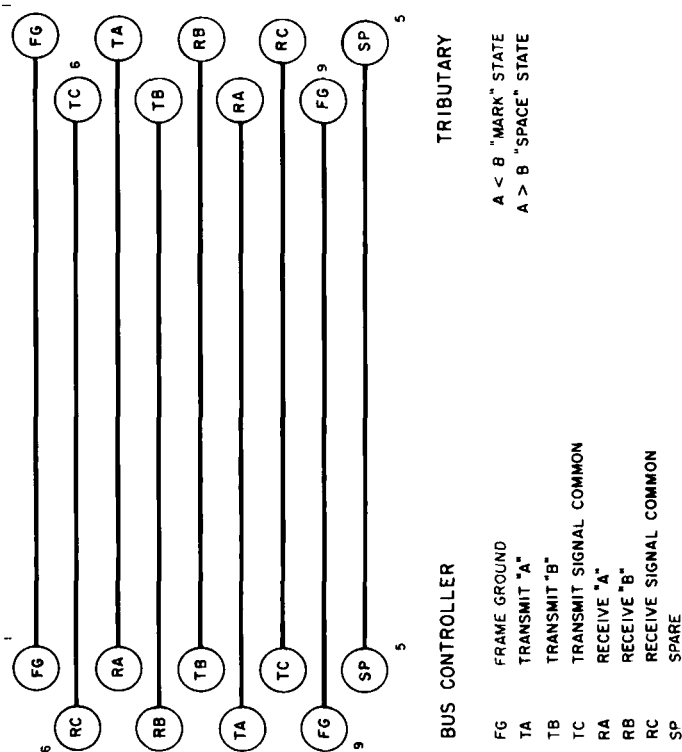 1 1
FG FG
6 RC TC 6
RA TA
RB TB
TB RB
TA RA
TC RC
9 FG FG 9
SP SP
5 5
BUS CONTROLLER TRIBUTARY
FG FRAME GROUND A < B "MARK" STATE
TA TRANSMIT "A" A > B "SPACE" STATE
TB TRANSMIT "B"
TC TRANSMIT SIGNAL COMMON
RA RECEIVE "A"
RB RECEIVE "B"
RC RECEIVE SIGNAL COMMON
SP SPARE